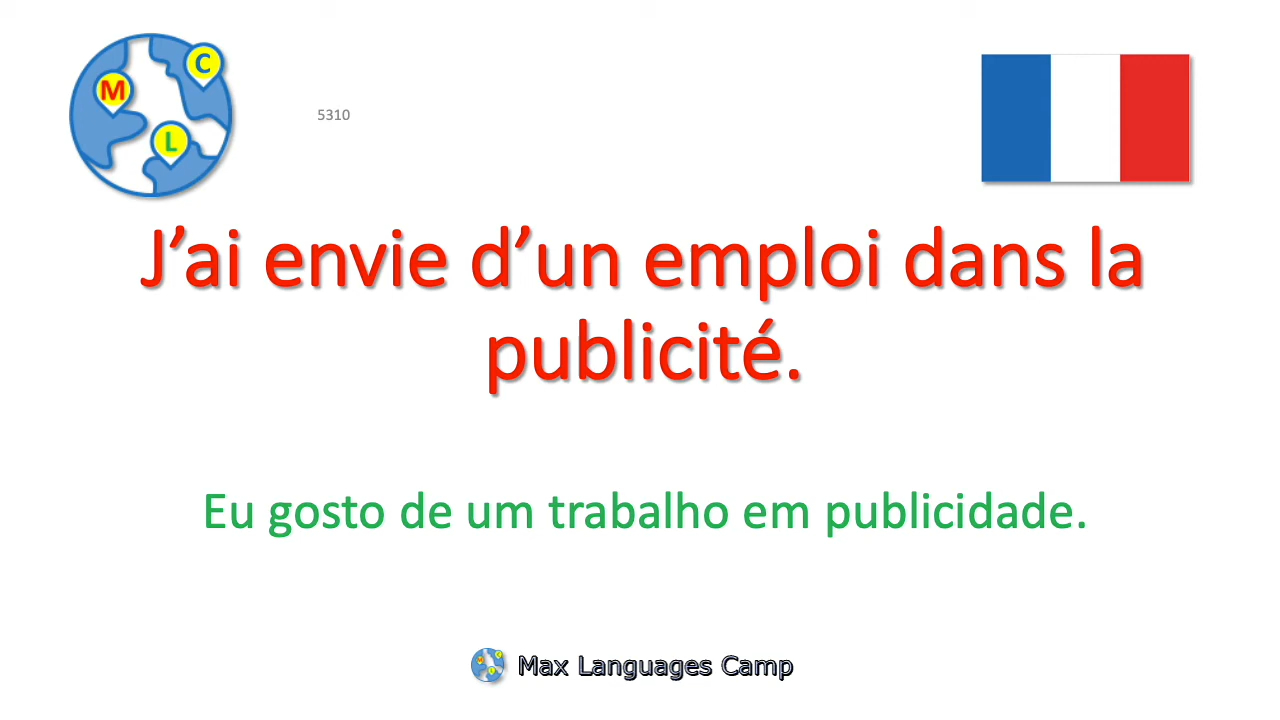 C
M
L
5310
J’ai envie d’un emploi dans la
publicité.
Eu gosto de um trabalho em publicidade.
Max Languages Camp